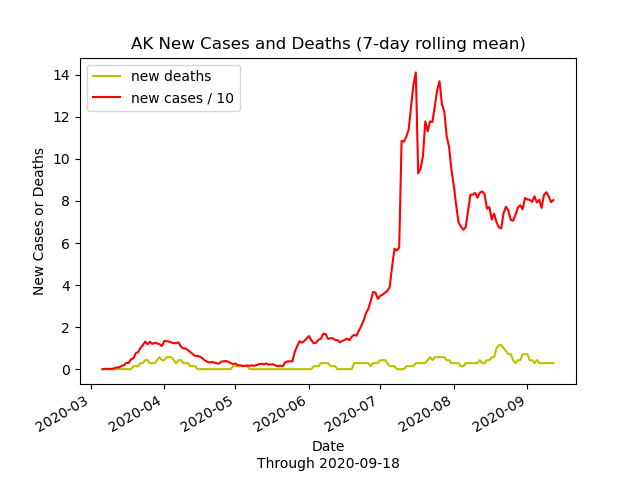 AK New Cases and Deaths (7-day rolling mean)
new deaths
new cases / 10
14
12
10
8
6
4
2
0
New Cases or Deaths
2020-03
2020-04
2020-05
2020-06
2020-07
2020-08
2020-09
Date
Through 2020-09-18